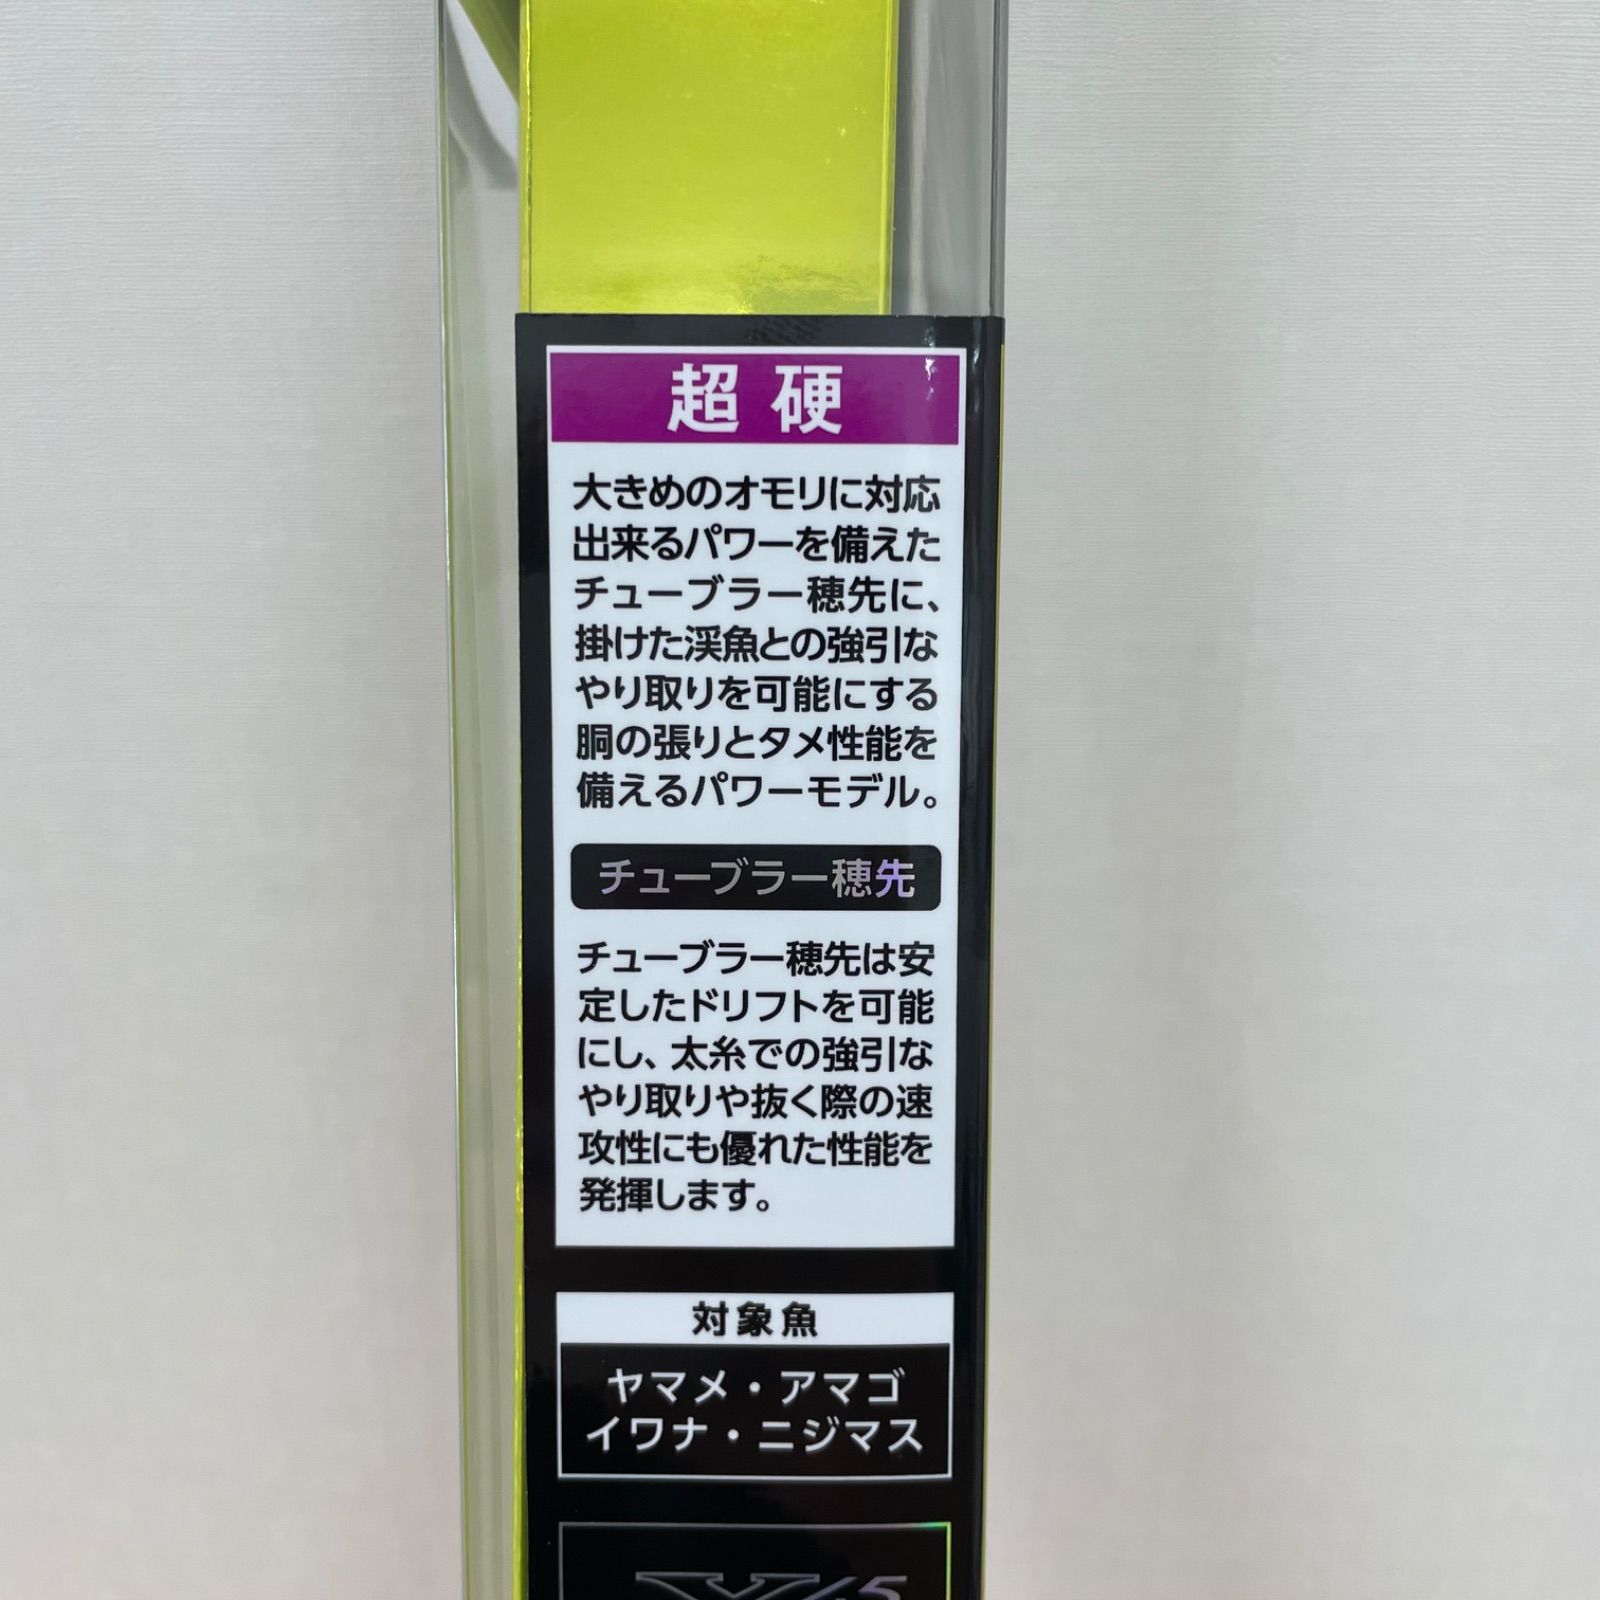 超硬
大きめのオモリに対応
出来るパワーを備えた
チューブラー穂先に、
掛けた渓魚との強引な
やり取りを可能にする
胴の張りとタメ性能を
備えるパワーモデル。
チューブラー穂先
チューブラー穂先は安
定したドリフトを可能
にし、太糸での強引な
やり取りや抜く際の速
攻性にも優れた性能を
発揮します。
対象魚
ヤマメ・アマゴ
イワナ・ニジマス